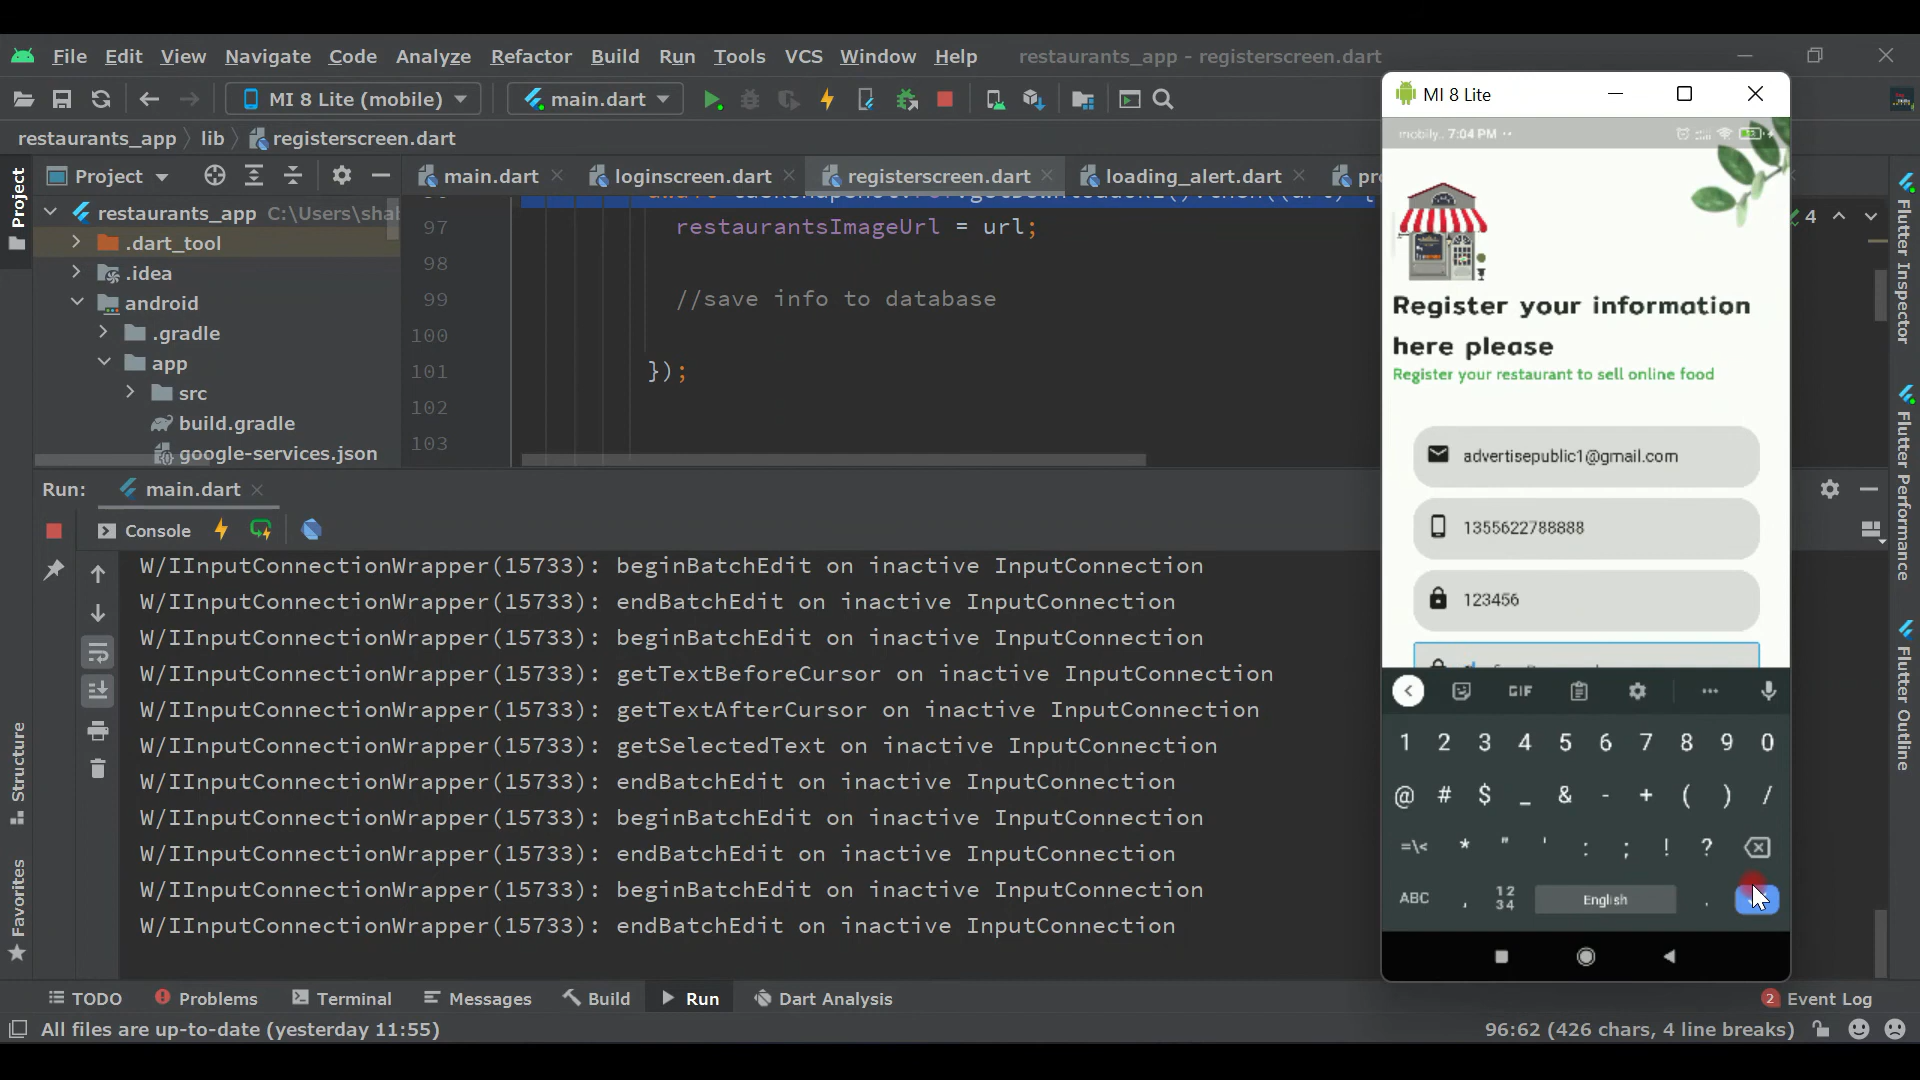 File Edit View Navigate Code Analyze Refactor Build Run Tools VCS Window Help restaurants_app - registerscreen.dart
MI 8 Lite (mobile) main.dart
restaurants_app lib registerscreen.dart
Project restaurants_app C:\Users\sha
.dart_tool
.idea
android
.gradle
app
src
build.gradle
google-services.json
main.dart loginscreen.dart registerscreen.dart loading_alert.dart
4
97 restaurantsImageUrl = url;
98
99 //save info to database
100
101 });
102
103
Run: main.dart
Console
W/IInputConnectionWrapper(15733): beginBatchEdit on inactive InputConnection
W/IInputConnectionWrapper(15733): endBatchEdit on inactive InputConnection
W/IInputConnectionWrapper(15733): beginBatchEdit on inactive InputConnection
W/IInputConnectionWrapper(15733): getTextBeforeCursor on inactive InputConnection
W/IInputConnectionWrapper(15733): getTextAfterCursor on inactive InputConnection
W/IInputConnectionWrapper(15733): getSelectedText on inactive InputConnection
W/IInputConnectionWrapper(15733): endBatchEdit on inactive InputConnection
W/IInputConnectionWrapper(15733): beginBatchEdit on inactive InputConnection
W/IInputConnectionWrapper(15733): endBatchEdit on inactive InputConnection
W/IInputConnectionWrapper(15733): beginBatchEdit on inactive InputConnection
W/IInputConnectionWrapper(15733): endBatchEdit on inactive InputConnection
Project
Structure
Favorites
MI 8 Lite
mobily.. 7:04 PM
Register your information
here please
Register your restaurant to sell online food
advertisepublic1@gmail.com
1355622788888
123456
GIF
1 2 3 4 5 6 7 8 9 0
@ # $ _ & - + ( ) /
=\< * " ' : ; ! ?
ABC , 12 34 English .
Flutter Inspector
Flutter Performance
Flutter Outline
TODO Problems Terminal Messages Build Run Dart Analysis 2 Event Log
All files are up-to-date (yesterday 11:55) 96:62 (426 chars, 4 line breaks)